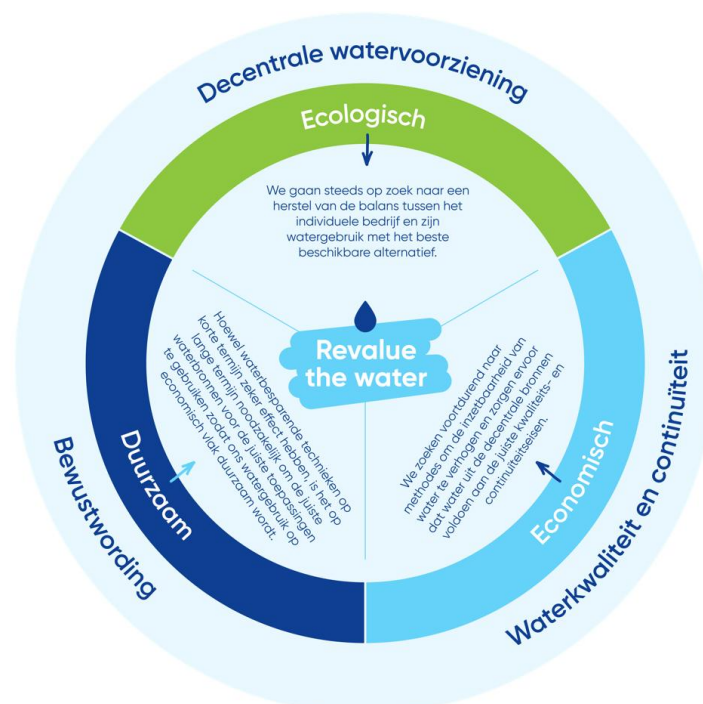 Decentrale watervoorziening
Ecologisch
We gaan steeds op zoek naar een
herstel van de balans tussen het
individuele bedrijf en zijn
watergebruik met het beste
beschikbare alternatief.
Revalue
the water
Hoewel waterbesparende technieken op
korte termijn zeker effect hebben, is het op
lange termijn noodzakelijk om de juiste
waterbronnen voor de juiste toepassingen
te gebruiken zodat ons watergebruik op
economisch vlak duurzaam wordt.
Duurzaam
Bewustwording
We zoeken voortdurend naar
methodes om de inzetbaarheid van
water te verhogen en zorgen ervoor
dat water uit de decentrale bronnen
voldoen aan de juiste kwaliteits- en
continuïteitseisen.
Economisch
Waterkwaliteit en continuïteit